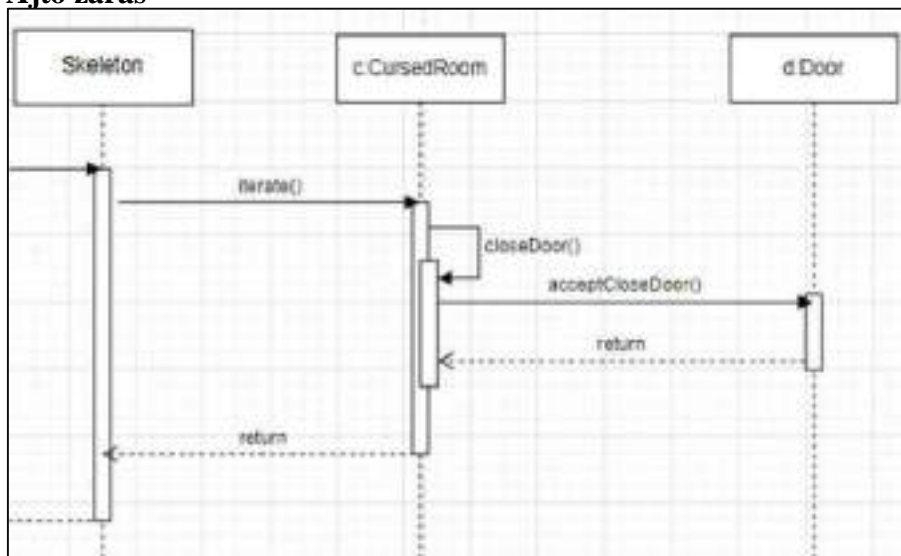 Ajtó zárás
Skeleton
c:CursedRoom
d:Door
iterate()
closeDoor()
acceptCloseDoor()
return
return